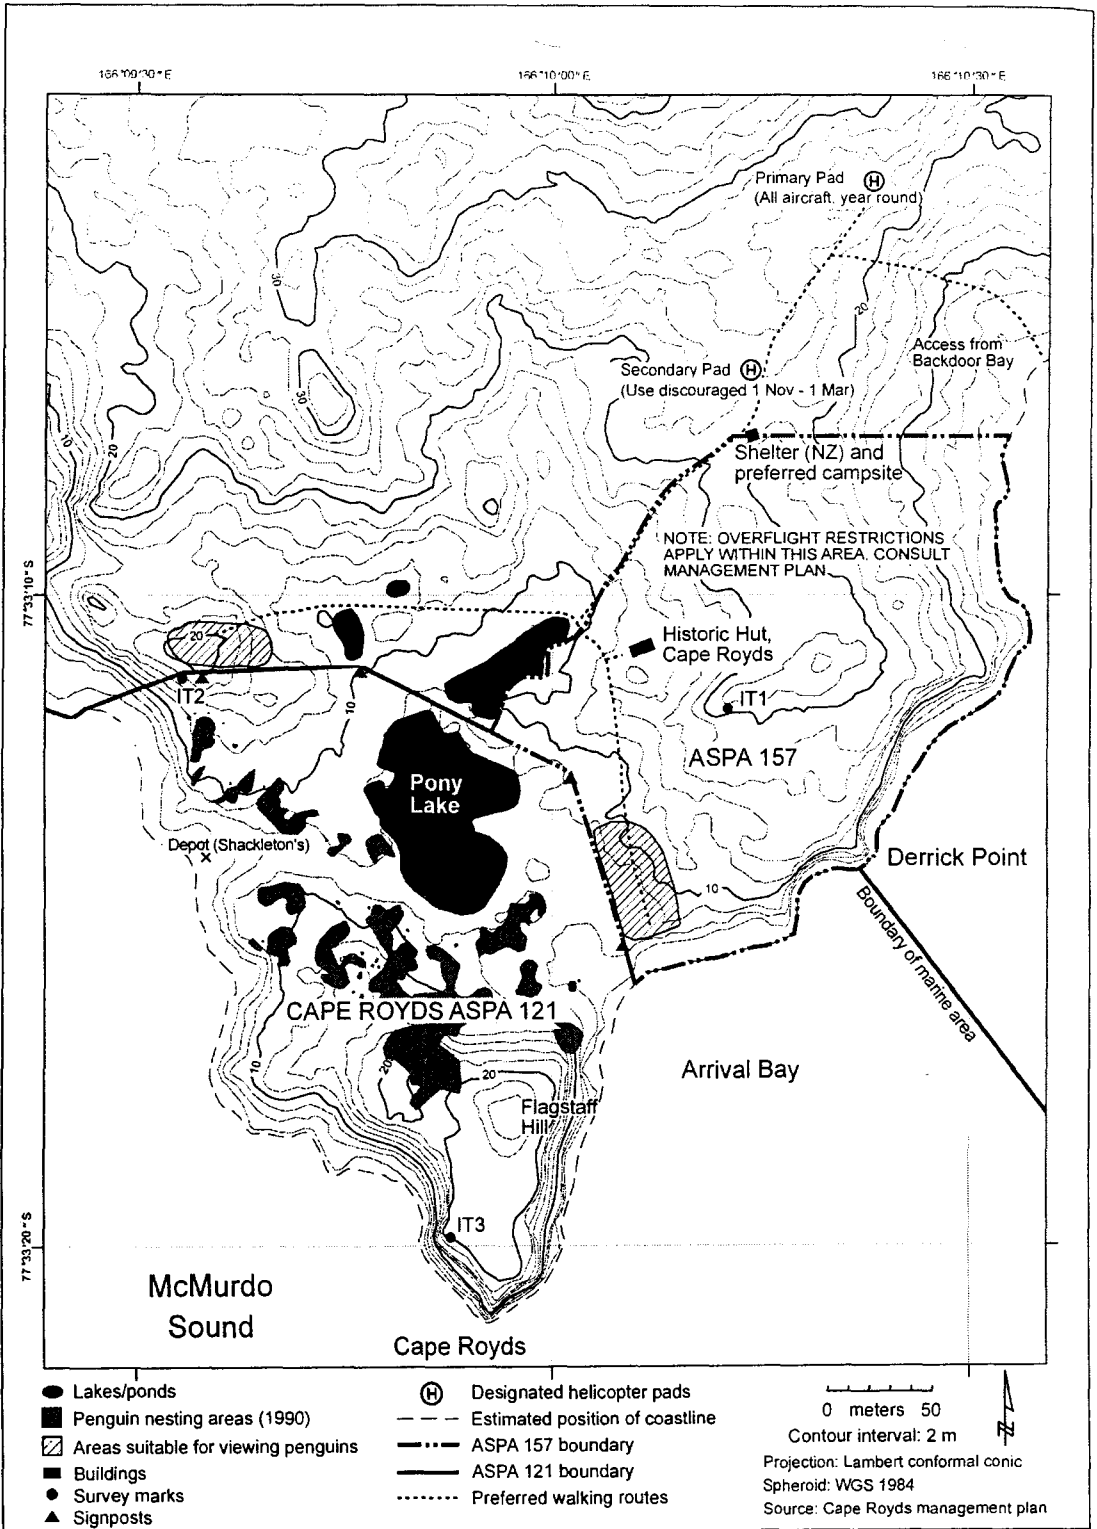 166°09'30" E
166°10'00" E
166°10'30" E
Primary Pad H
(All aircraft, year round)
30
20
Access from
Backdoor Bay
Secondary Pad H
(Use discouraged 1 Nov - 1 Mar)
30
10
20
Shelter (NZ) and
preferred campsite
NOTE: OVERFLIGHT RESTRICTIONS
APPLY WITHIN THIS AREA. CONSULT
MANAGEMENT PLAN
77°33'10" S
20
Historic Hut,
Cape Royds
IT2
10
IT1
ASPA 157
Pony
Lake
Depot (Shackleton's)
Derrick Point
10
Boundary of marine area
CAPE ROYDS ASPA 121
10
20
20
Arrival Bay
Flagstaff
Hill
IT3
77°33'20" S
McMurdo
Sound
Cape Royds
Lakes/ponds
Penguin nesting areas (1990)
Areas suitable for viewing penguins
Buildings
Survey marks
Signposts
H Designated helicopter pads
Estimated position of coastline
ASPA 157 boundary
ASPA 121 boundary
Preferred walking routes
0 meters 50
Contour interval: 2 m
Projection: Lambert conformal conic
Spheroid: WGS 1984
Source: Cape Royds management plan
N